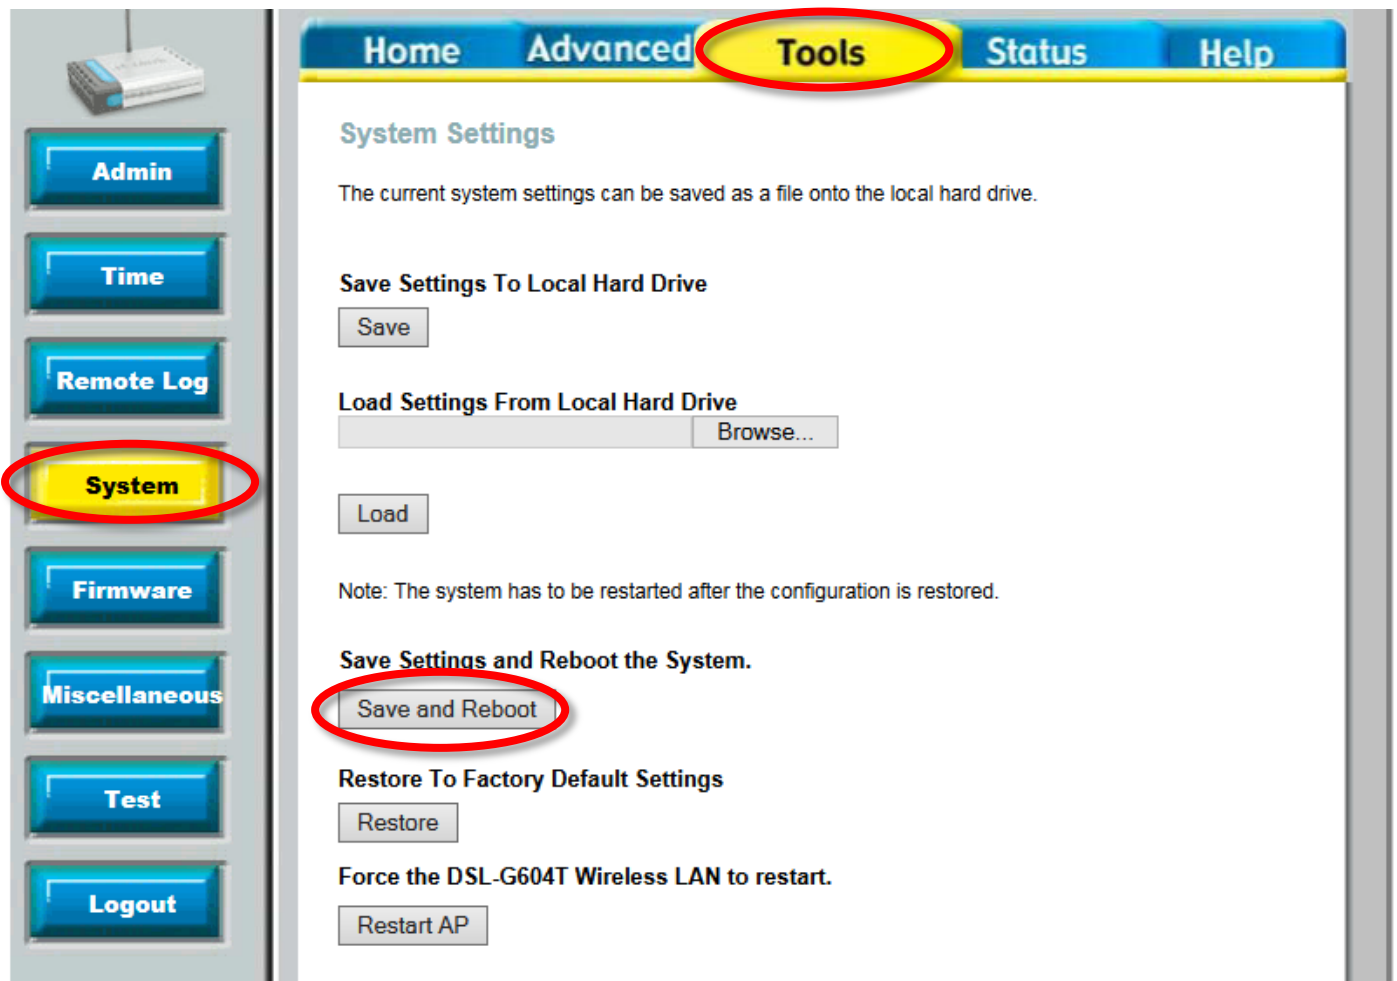 Home Advanced Tools Status Help
Admin
Time
Remote Log
System
Firmware
Miscellaneous
Test
Logout
System Settings
The current system settings can be saved as a file onto the local hard drive.
Save Settings To Local Hard Drive
Save
Load Settings From Local Hard Drive
Browse...
Load
Note: The system has to be restarted after the configuration is restored.
Save Settings and Reboot the System.
Save and Reboot
Restore To Factory Default Settings
Restore
Force the DSL-G604T Wireless LAN to restart.
Restart AP